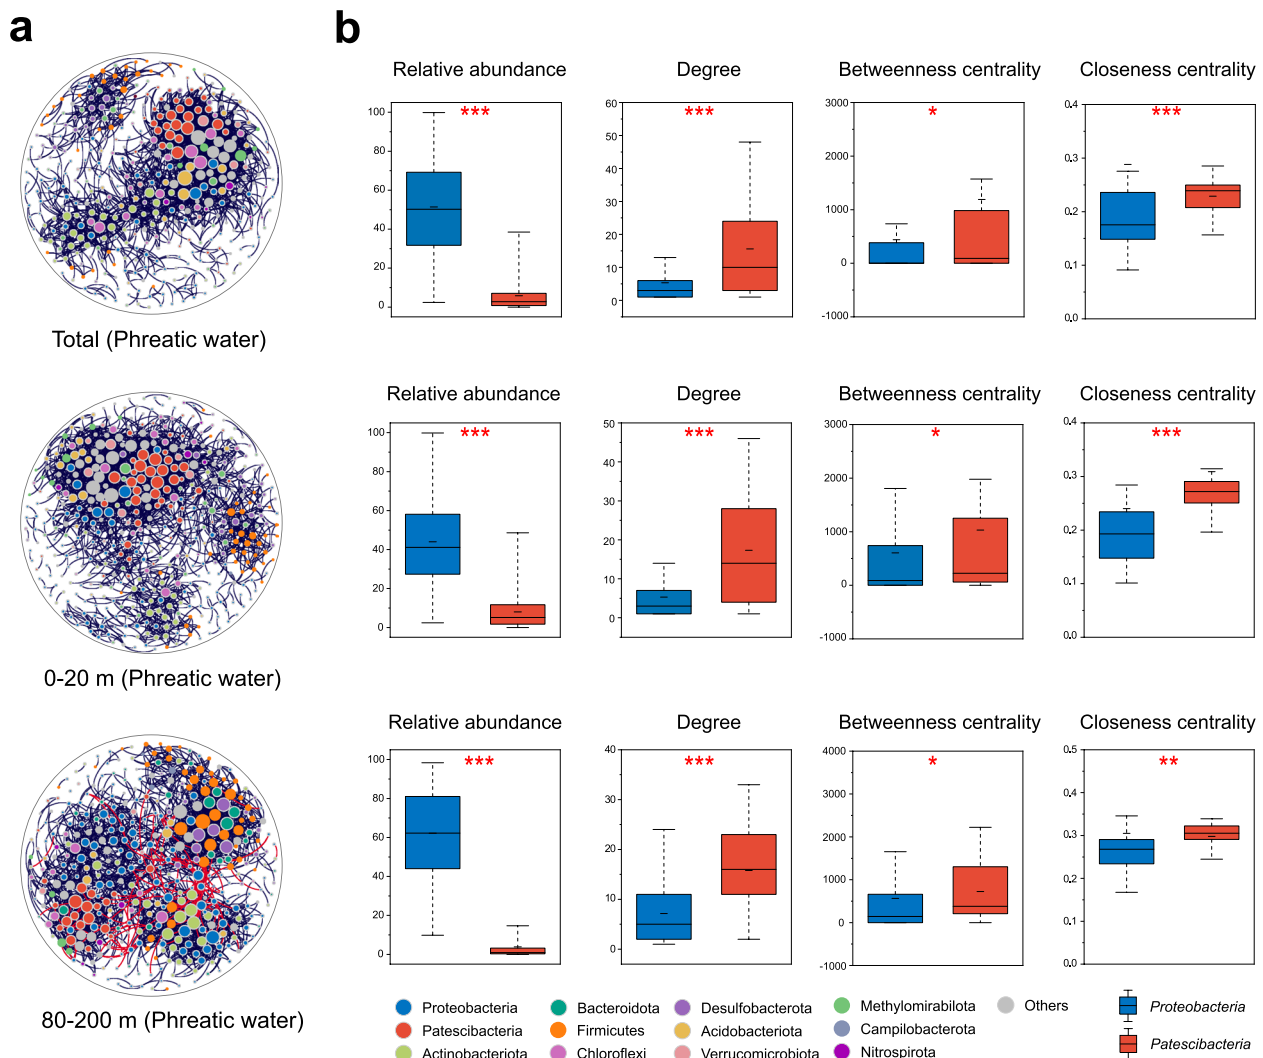 a
b
Relative abundance
Degree
Betweenness centrality
Closeness centrality
***
***
*
***
100
80
60
40
20
0
60
50
40
30
20
10
0
3000
2000
1000
0
-1000
0.4
0.3
0.2
0.1
0.0
Total (Phreatic water)
Relative abundance
Degree
Betweenness centrality
Closeness centrality
***
***
*
***
100
80
60
40
20
0
50
40
30
20
10
0
3000
2000
1000
0
-1000
0.4
0.3
0.2
0.1
0.0
0-20 m (Phreatic water)
Relative abundance
Degree
Betweenness centrality
Closeness centrality
***
***
*
**
100
80
60
40
20
0
40
30
20
10
0
4000
3000
2000
1000
0
-1000
0.5
0.4
0.3
0.2
0.1
0.0
80-200 m (Phreatic water)
Proteobacteria
Patescibacteria
Actinobacteriota
Bacteroidota
Firmicutes
Chloroflexi
Desulfobacterota
Acidobacteriota
Verrucomicrobiota
Methylomirabilota
Campilobacterota
Nitrospirota
Others
Proteobacteria
Patescibacteria